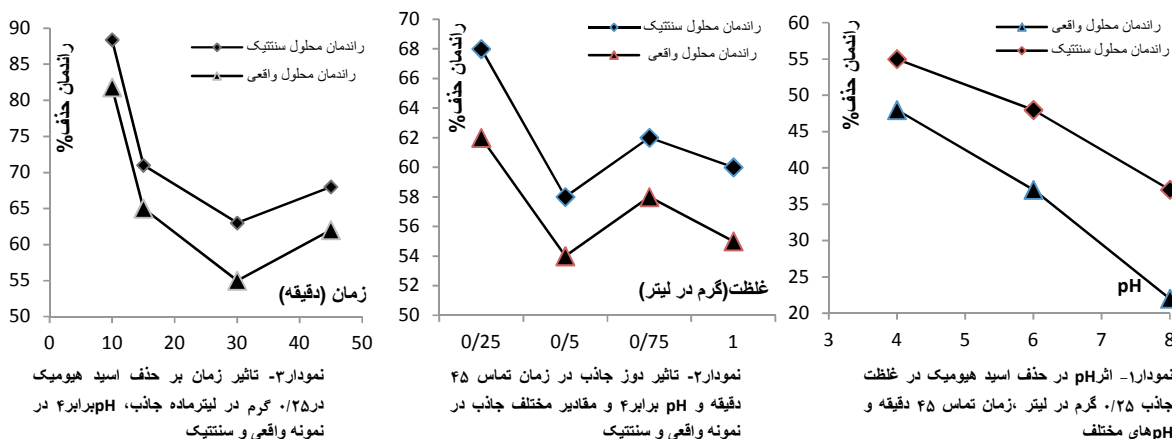 60
55
50
45
40
35
30
25
20
راندمان حذف%
راندمان محلول واقعی
راندمان محلول سنتتیک
pH
3 4 5 6 7 8
نمودار۱- اثرpH در حذف اسید هیومیک در غلظت
جاذب ۰/۲۵ گرم در لیتر ،زمان تماس ۴۵ دقیقه و
pHهای مختلف
70
68
66
64
62
60
58
56
54
52
50
راندمان حذف%
راندمان محلول سنتتیک
راندمان محلول واقعی
غلظت(گرم در لیتر)
0/25 0/5 0/75 1
نمودار۲- تاثیر دوز جاذب در زمان تماس ۴۵
دقیقه و pH برابر۴ و مقادیر مختلف جاذب در
نمونه واقعی و سنتتیک
90
85
80
75
70
65
60
55
50
راندمان حذف%
راندمان محلول سنتتیک
راندمان محلول واقعی
زمان (دقیقه)
0 10 20 30 40 50
نمودار۳- تاثیر زمان بر حذف اسید هیومیک
در۰/۲۵ گرم در لیترماده جاذب، pHبرابر۴ در
نمونه واقعی و سنتتیک